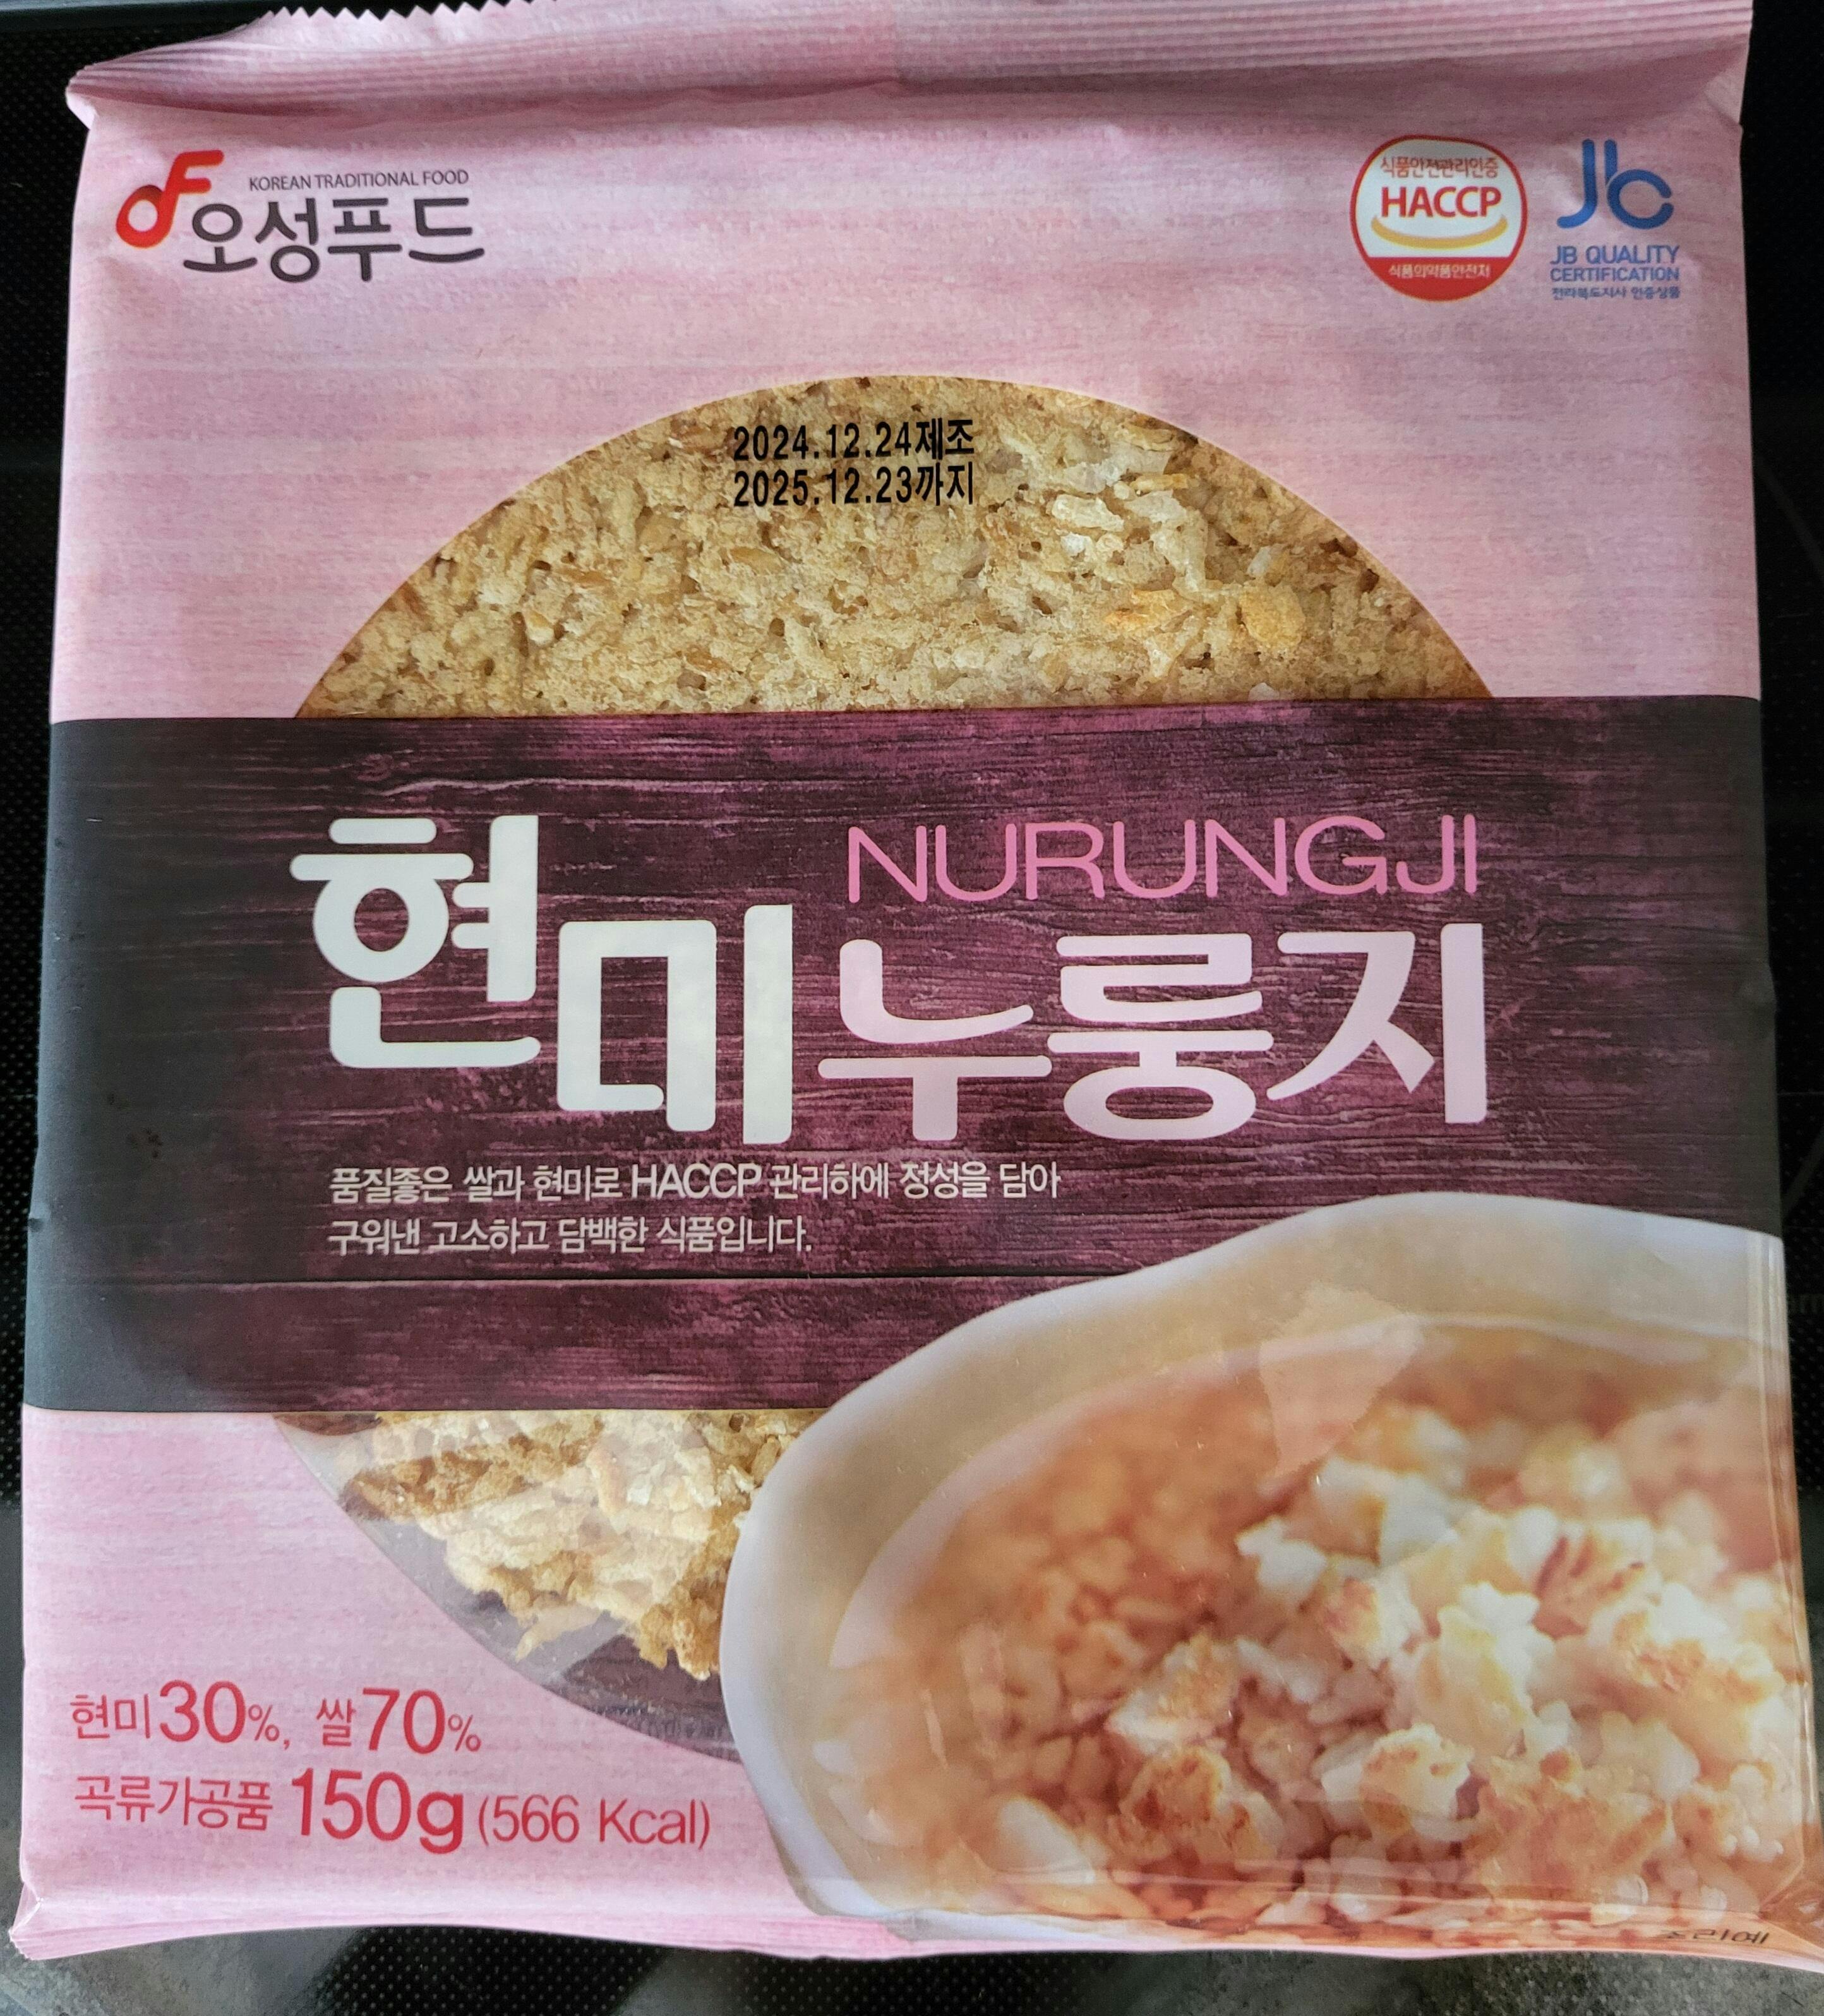 KOREAN TRADITIONAL FOOD
오성푸드
식품안전관리인증
HACCP
식품의약품안전처
JB QUALITY
CERTIFICATION
전라북도지사 인증상품
2024.12.24제조
2025.12.23까지
NURUNGJI
현미누룽지
품질좋은 쌀과 현미로 HACCP 관리하에 정성을 담아
구워낸 고소하고 담백한 식품입니다.
현미30%, 쌀70%
곡류가공품 150g (566 Kcal)
조리예